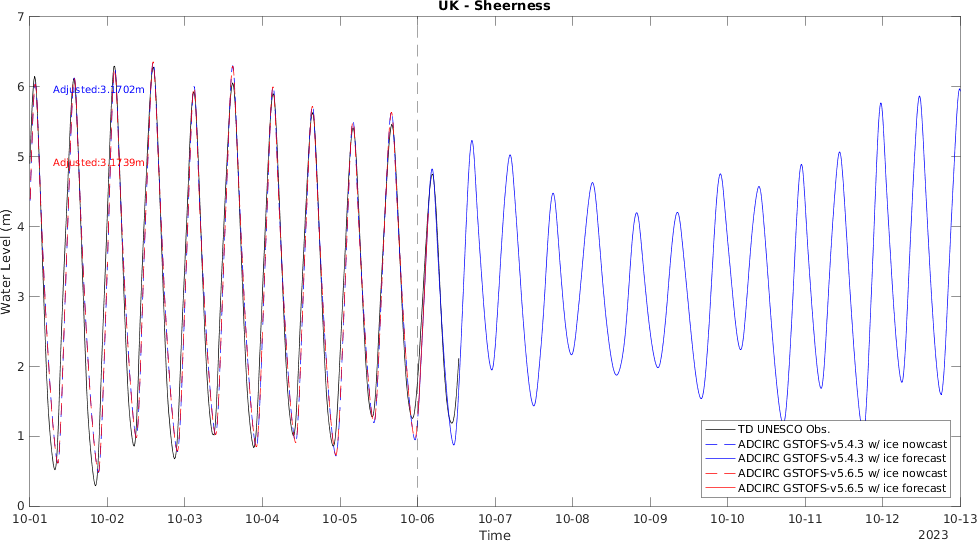 UK - Sheerness
7
6
5
4
3
2
1
0
Water Level (m)
Adjusted:3.1702m
Adjusted:3.1739m
TD UNESCO Obs.
ADCIRC GSTOFS-v5.4.3 w/ ice nowcast
ADCIRC GSTOFS-v5.4.3 w/ ice forecast
ADCIRC GSTOFS-v5.6.5 w/ ice nowcast
ADCIRC GSTOFS-v5.6.5 w/ ice forecast
10-01 10-02 10-03 10-04 10-05 10-06 10-07 10-08 10-09 10-10 10-11 10-12 10-13
Time
2023